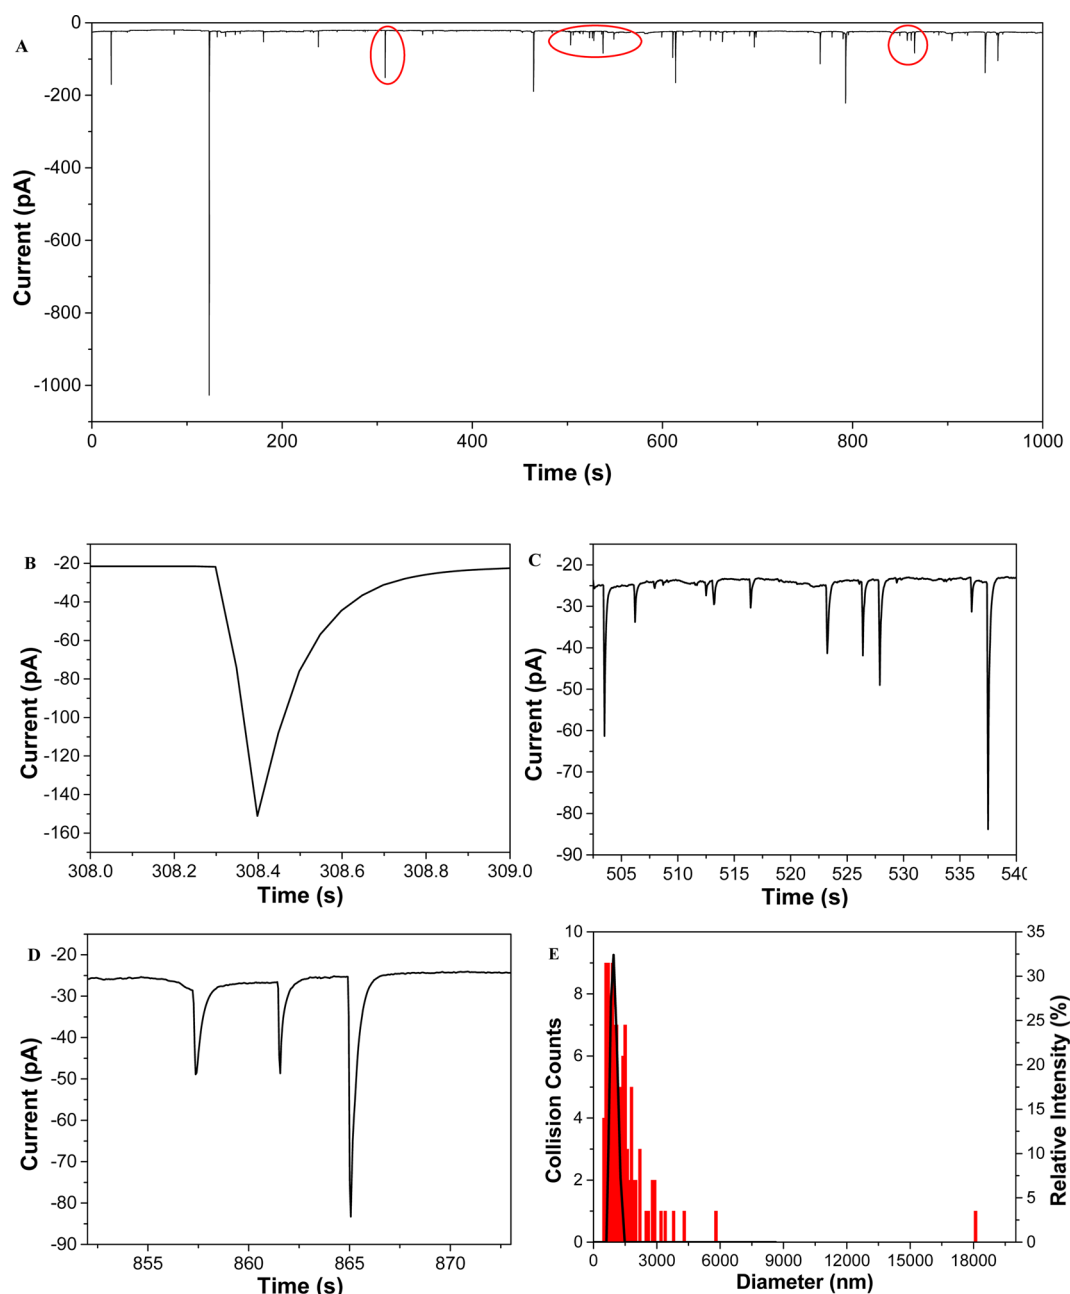 A
0
-200
-400
-600
-800
-1000
Current (pA)
0 200 400 600 800 1000
Time (s)
B
-20
-40
-60
-80
-100
-120
-140
-160
Current (pA)
308.0 308.2 308.4 308.6 308.8 309.0
Time (s)
C
-20
-30
-40
-50
-60
-70
-80
-90
Current (pA)
505 510 515 520 525 530 535 540
Time (s)
D
-20
-30
-40
-50
-60
-70
-80
-90
Current (pA)
855 860 865 870
Time (s)
E
10
8
6
4
2
0
Collision Counts
35
30
25
20
15
10
5
0
Relative Intensity (%)
0 3000 6000 9000 12000 15000 18000
Diameter (nm)